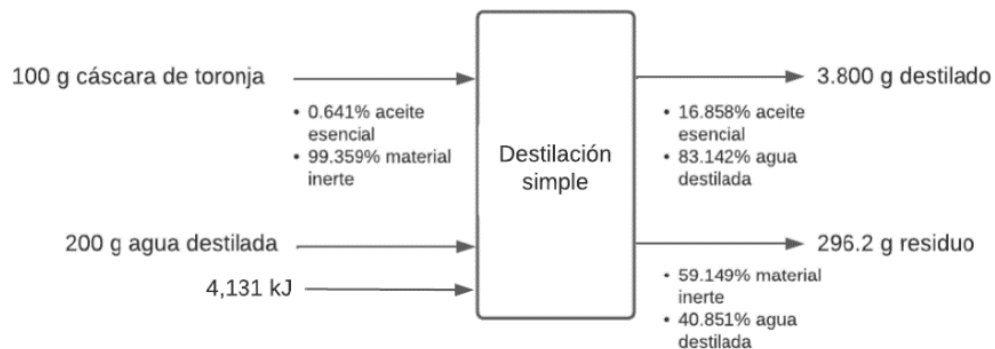 100 g cáscara de toronja
• 0.641% aceite
esencial
• 99.359% material
inerte
200 g agua destilada
4,131 kJ
Destilación
simple
3.800 g destilado
• 16.858% aceite
esencial
• 83.142% agua
destilada
296.2 g residuo
• 59.149% material
inerte
• 40.851% agua
destilada